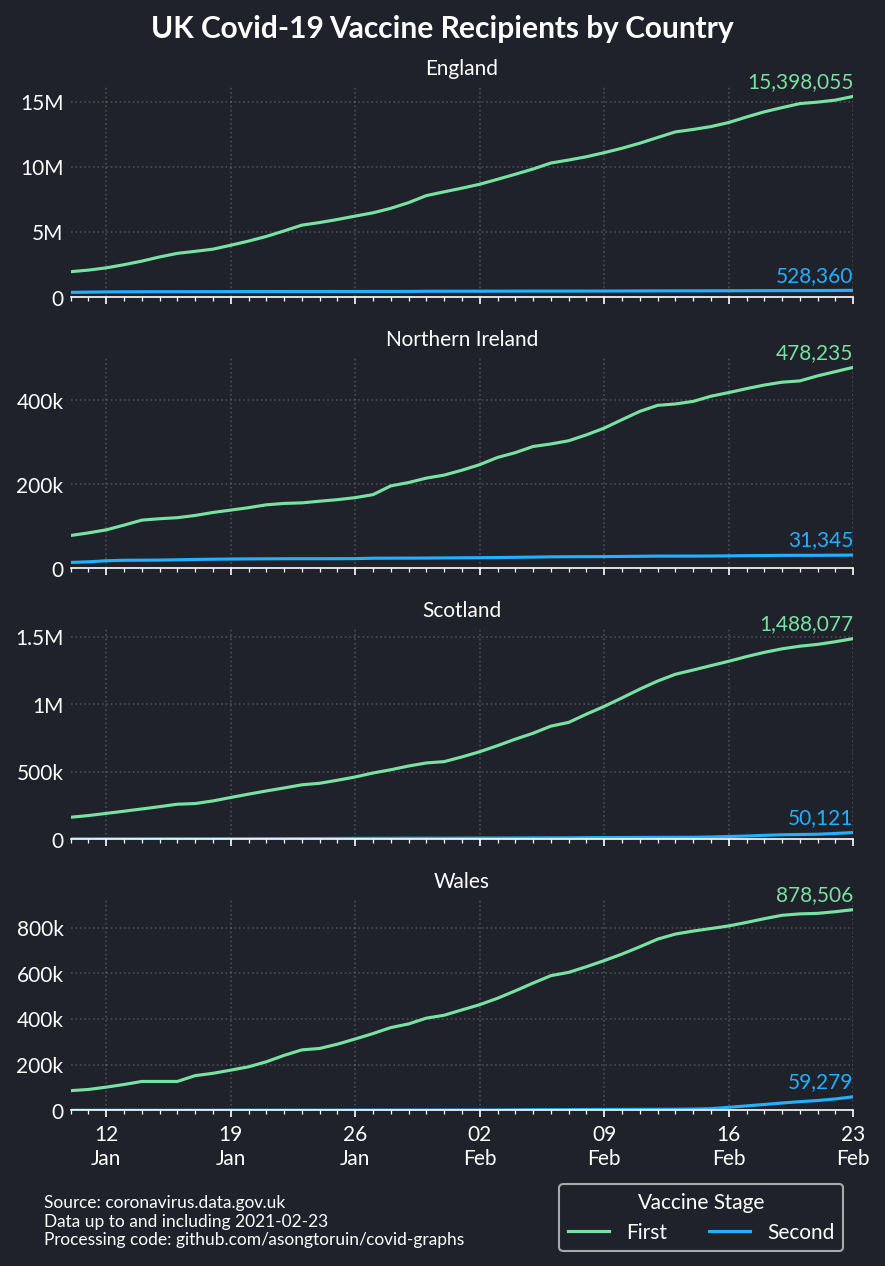 UK Covid-19 Vaccine Recipients by Country
England
15,398,055
15M
10M
5M
528,360
0
Northern Ireland
478,235
400k
200k
31,345
0
Scotland
1,488,077
1.5M
1M
500k
50,121
0
Wales
878,506
800k
600k
400k
200k
59,279
0
12 19 26 02 09 16 23
Jan Jan Jan Feb Feb Feb Feb
Source: coronavirus.data.gov.uk
Data up to and including 2021-02-23
Processing code: github.com/asongtoruin/covid-graphs
Vaccine Stage
First Second